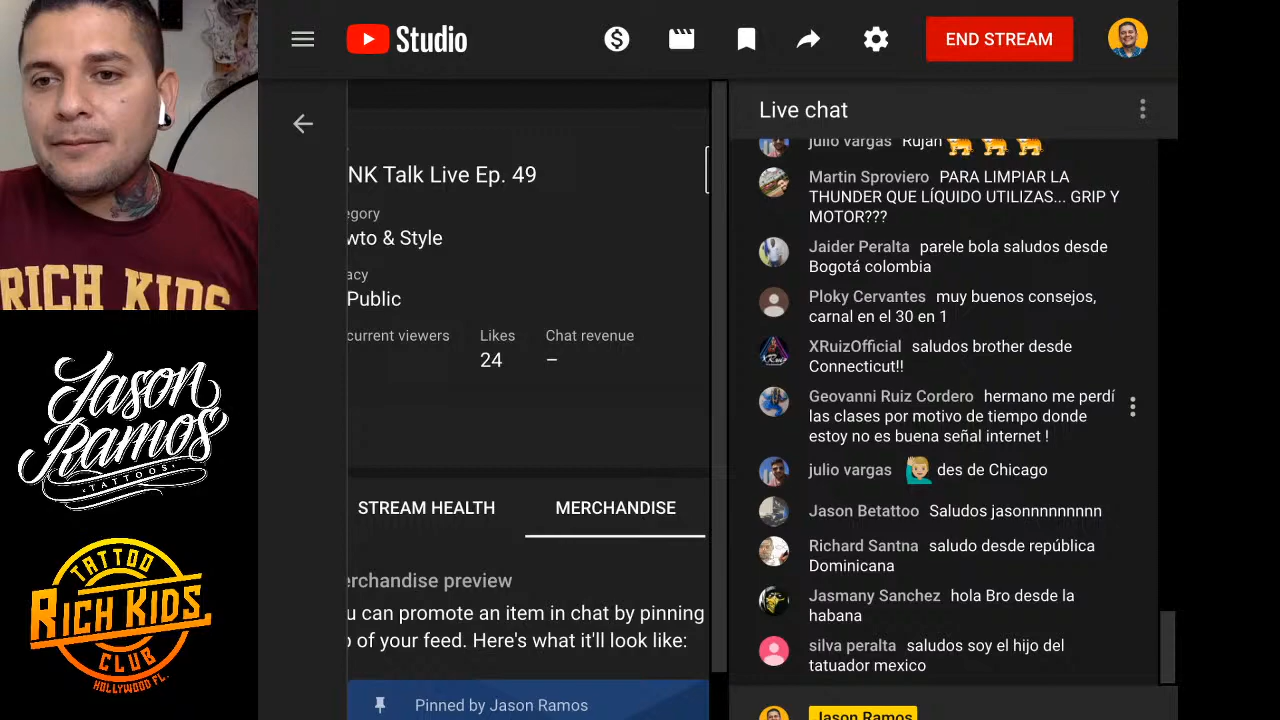 Studio
END STREAM
RICH KIDS
NK Talk Live Ep. 49
egory
wto & Style
acy
Public
current viewers
Likes
24
Chat revenue
–
STREAM HEALTH
MERCHANDISE
erchandise preview
u can promote an item in chat by pinning
o of your feed. Here's what it'll look like:
Pinned by Jason Ramos
Live chat
julio vargas Rujan
Martin Sproviero PARA LIMPIAR LA
THUNDER QUE LÍQUIDO UTILIZAS... GRIP Y
MOTOR???
Jaider Peralta parele bola saludos desde
Bogotá colombia
Ploky Cervantes muy buenos consejos,
carnal en el 30 en 1
XRuizOfficial saludos brother desde
Connecticut!!
Geovanni Ruiz Cordero hermano me perdí
las clases por motivo de tiempo donde
estoy no es buena señal internet !
julio vargas des de Chicago
Jason Betattoo Saludos jasonnnnnnnnn
Richard Santna saludo desde república
Dominicana
Jasmany Sanchez hola Bro desde la
habana
silva peralta saludos soy el hijo del
tatuador mexico
Jason Ramos
Jason
Ramos
TATTOOS
TATTOO
RICH KIDS
CLUB
HOLLYWOOD FL.